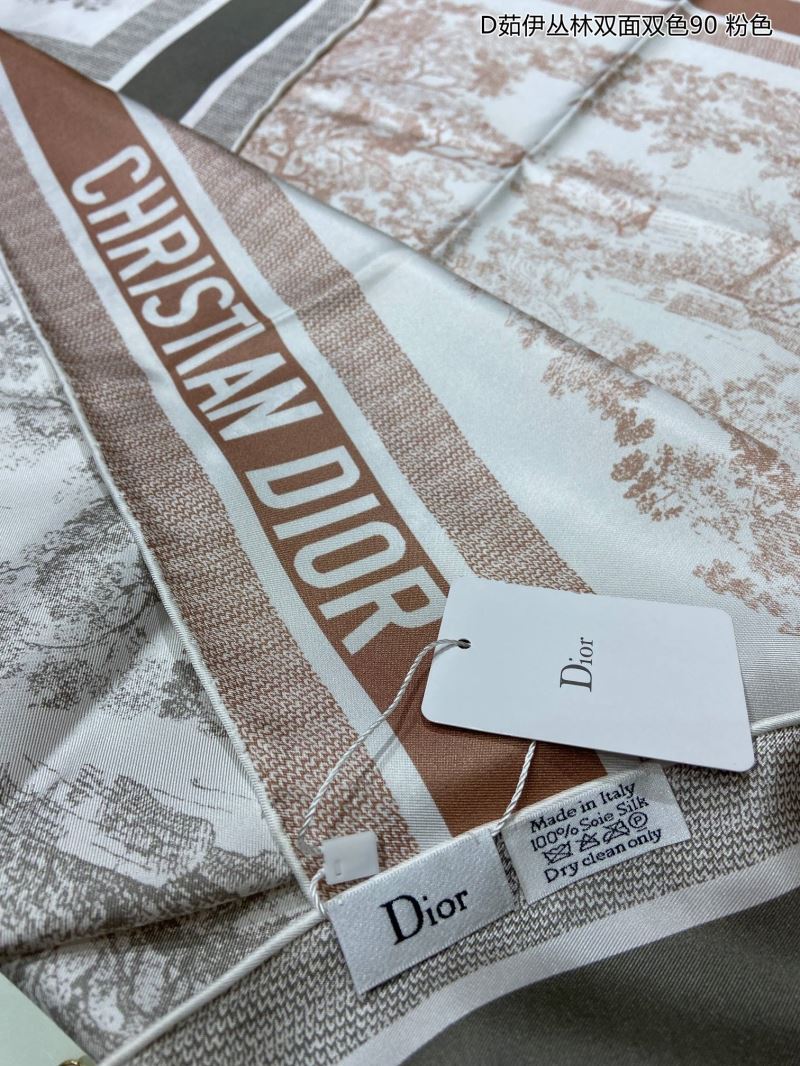 D茹伊丛林双面双色90 粉色
CHRISTIAN DIOR
Dior
Made in Italy
100% Soie Silk
Dry clean only
Dior